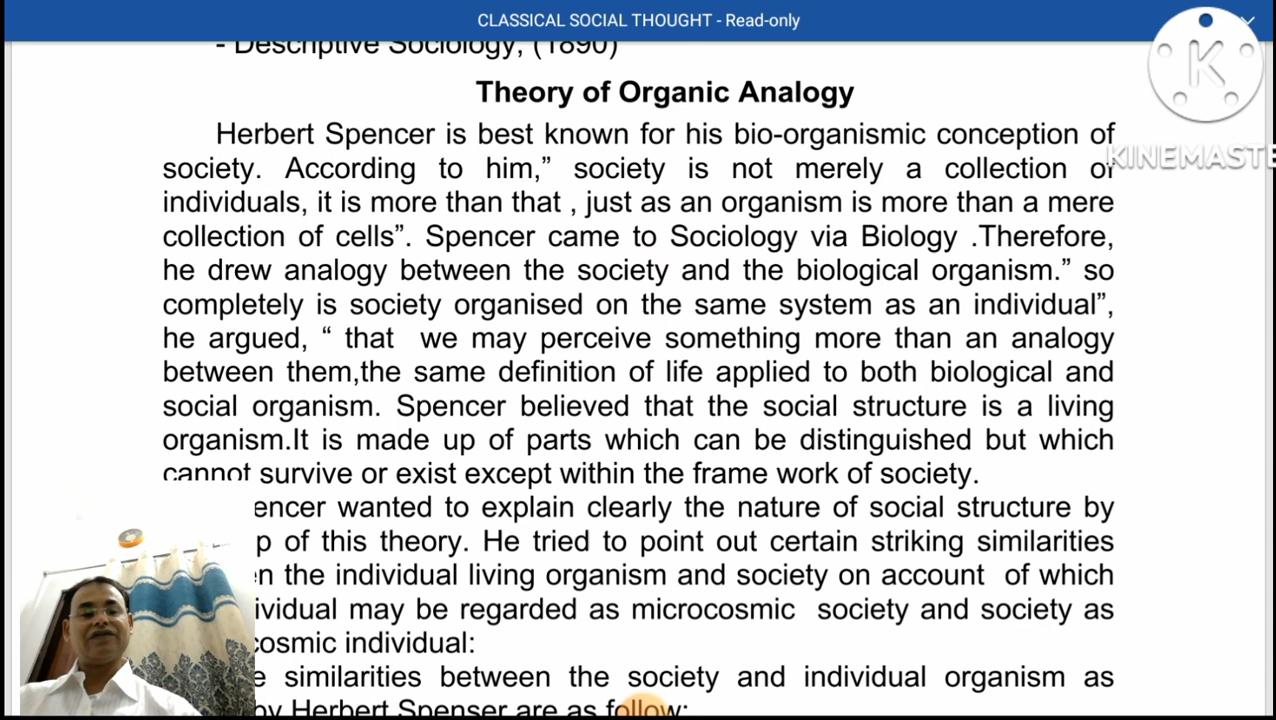 CLASSICAL SOCIAL THOUGHT - Read-only
- Descriptive Sociology, (1890)
Theory of Organic Analogy
Herbert Spencer is best known for his bio-organismic conception of
society. According to him,” society is not merely a collection of
individuals, it is more than that , just as an organism is more than a mere
collection of cells”. Spencer came to Sociology via Biology .Therefore,
he drew analogy between the society and the biological organism.” so
completely is society organised on the same system as an individual”,
he argued, “ that we may perceive something more than an analogy
between them,the same definition of life applied to both biological and
social organism. Spencer believed that the social structure is a living
organism.It is made up of parts which can be distinguished but which
cannot survive or exist except within the frame work of society.
encer wanted to explain clearly the nature of social structure by
p of this theory. He tried to point out certain striking similarities
n the individual living organism and society on account of which
ividual may be regarded as microcosmic society and society as
cosmic individual:
e similarities between the society and individual organism as
by Herbert Spenser are as follow:
K
KINEMASTE